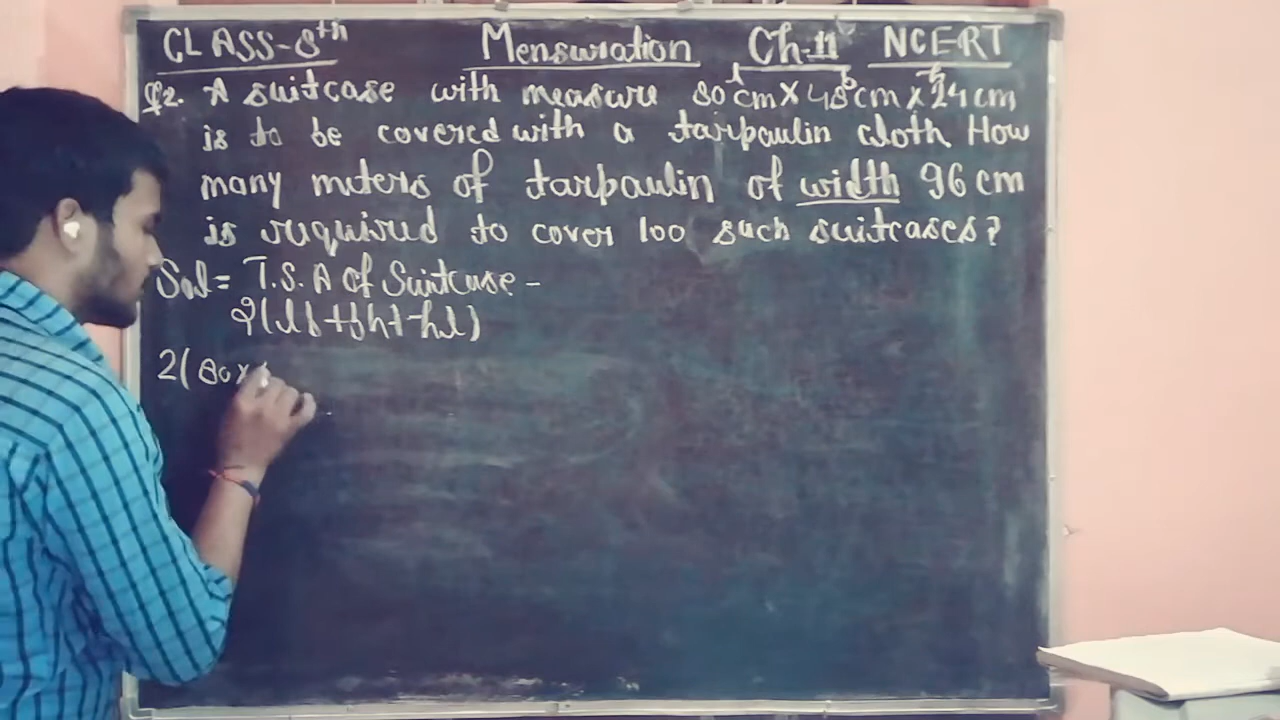 CLASS-8th Mensuration Ch-11 NCERT
l b h
Q2. A suitcase with measure 80 cm X 48 cm X 24 cm
is to be covered with a tarpaulin cloth How
many meters of tarpaulin of width 96 cm
is required to cover 100 such suitcases?
Sol = T.S.A of Suitcase -
2(lb+bh+hl)
2(80x